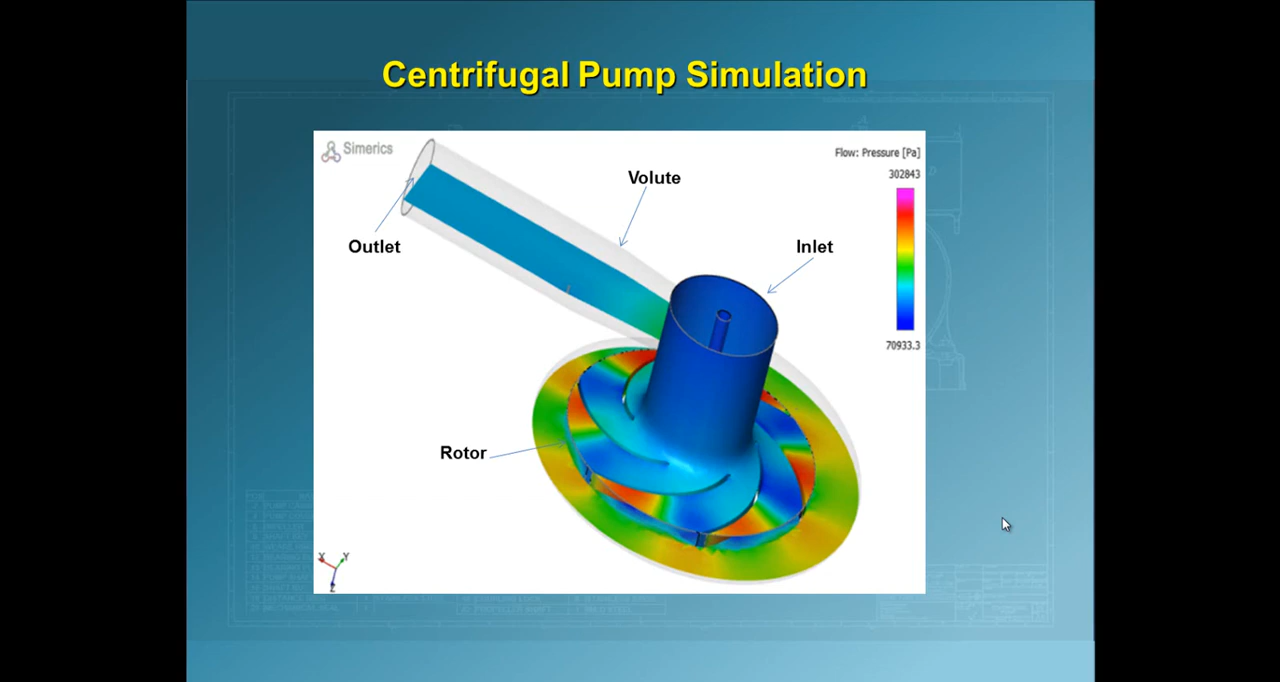 Centrifugal Pump Simulation
Simerics
Flow: Pressure [Pa]
302843
Volute
Outlet
Inlet
70933.3
Rotor
X
Y
Z